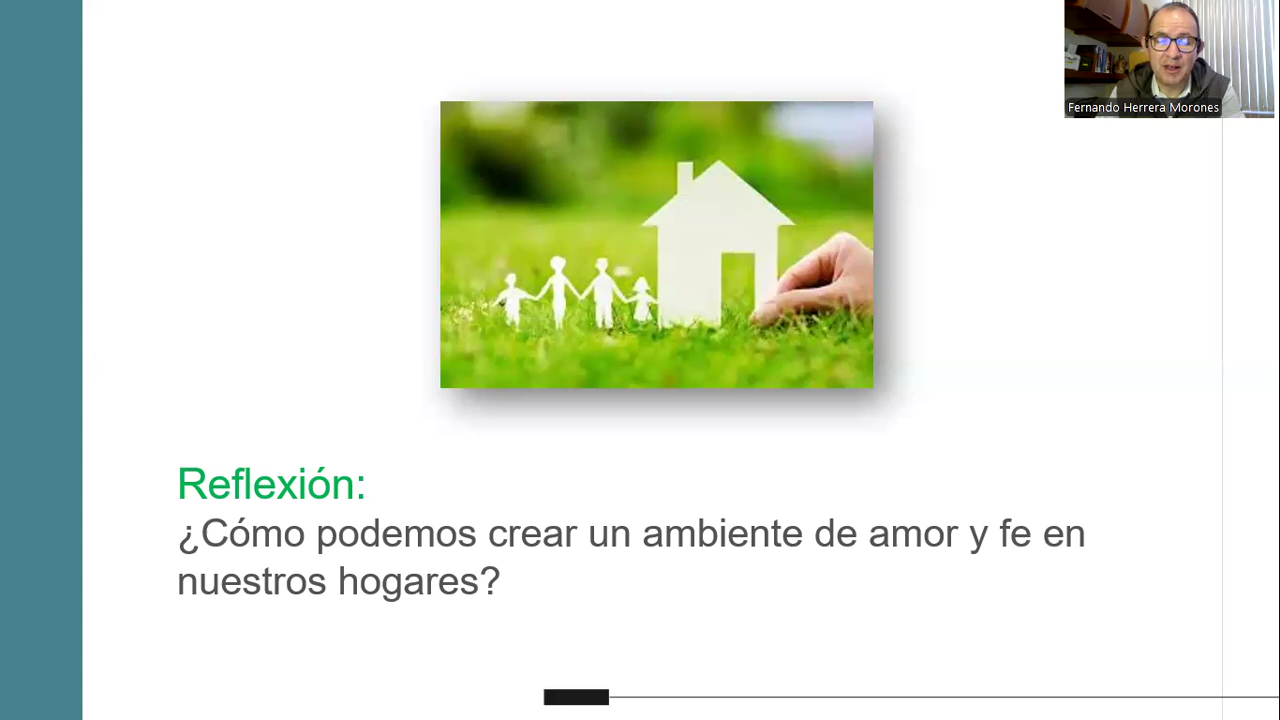 Fernando Herrera Morones
Reflexión:
¿Cómo podemos crear un ambiente de amor y fe en
nuestros hogares?